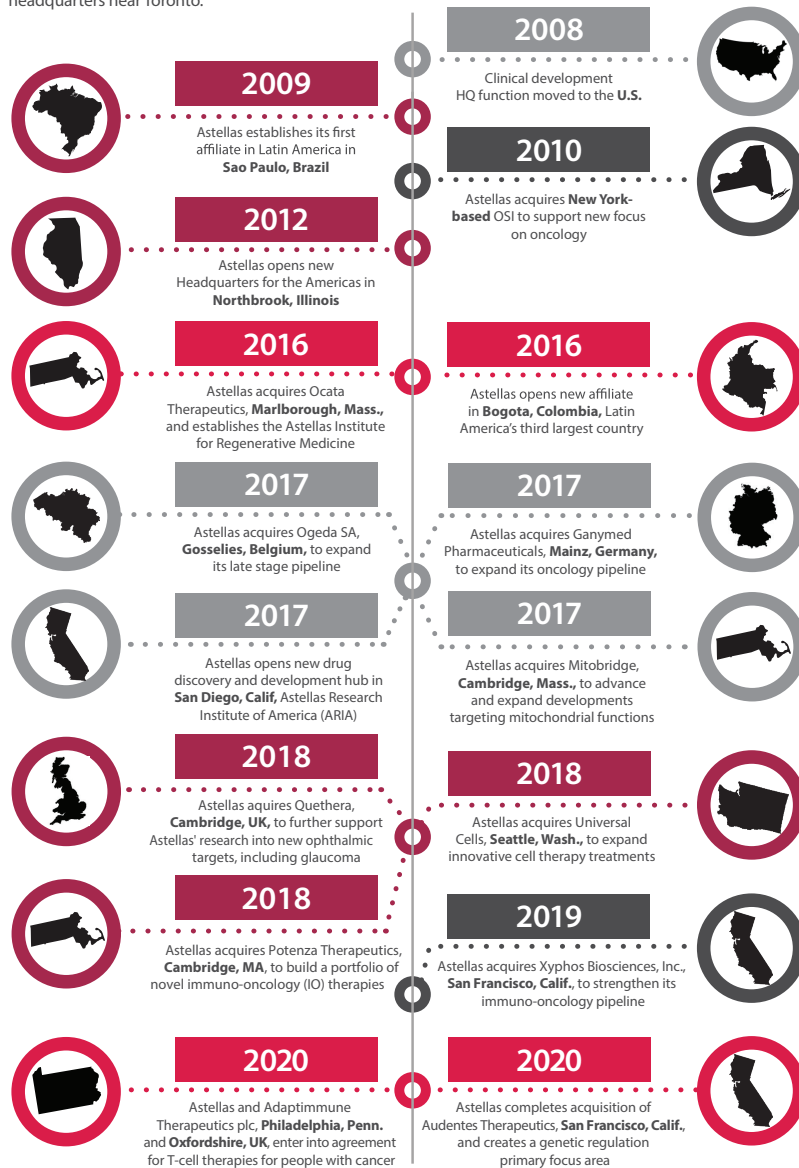 headquarters near Toronto.
2008
Clinical development
HQ function moved to the U.S.
2009
Astellas establishes its first
affiliate in Latin America in
Sao Paulo, Brazil
2010
Astellas acquires New York-
based OSI to support new focus
on oncology
2012
Astellas opens new
Headquarters for the Americas in
Northbrook, Illinois
2016
Astellas acquires Ocata
Therapeutics, Marlborough, Mass.,
and establishes the Astellas Institute
for Regenerative Medicine
2016
Astellas opens new affiliate
in Bogota, Colombia, Latin
America's third largest country
2017
Astellas acquires Ogeda SA,
Gosselies, Belgium, to expand
its late stage pipeline
2017
Astellas acquires Ganymed
Pharmaceuticals, Mainz, Germany,
to expand its oncology pipeline
2017
Astellas opens new drug
discovery and development hub in
San Diego, Calif, Astellas Research
Institute of America (ARIA)
2017
Astellas acquires Mitobridge,
Cambridge, Mass., to advance
and expand developments
targeting mitochondrial functions
2018
Astellas aquires Quethera,
Cambridge, UK, to further support
Astellas' research into new ophthalmic
targets, including glaucoma
2018
Astellas acquires Universal
Cells, Seattle, Wash., to expand
innovative cell therapy treatments
2018
Astellas acquires Potenza Therapeutics,
Cambridge, MA, to build a portfolio of
novel immuno-oncology (IO) therapies
2019
Astellas acquires Xyphos Biosciences, Inc.,
San Francisco, Calif., to strengthen its
immuno-oncology pipeline
2020
Astellas and Adaptimmune
Therapeutics plc, Philadelphia, Penn.
and Oxfordshire, UK, enter into agreement
for T-cell therapies for people with cancer
2020
Astellas completes acquisition of
Audentes Therapeutics, San Francisco, Calif.,
and creates a genetic regulation
primary focus area